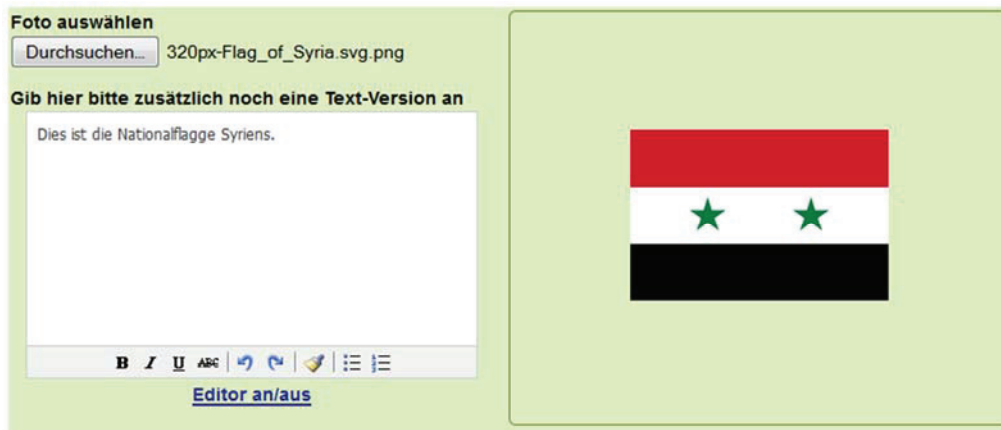 Foto auswählen
Durchsuchen... 320px-Flag_of_Syria.svg.png
Gib hier bitte zusätzlich noch eine Text-Version an
Dies ist die Nationalflagge Syriens.
B I U ABC
Editor an/aus